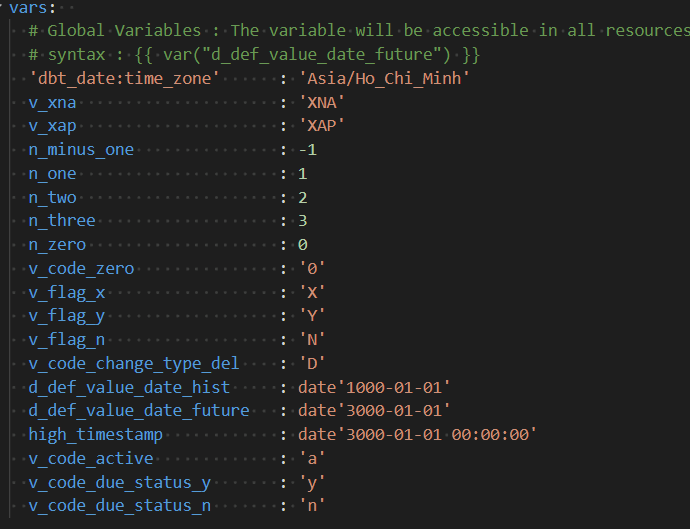 vars:
# Global Variables : The variable will be accessible in all resources
# syntax : {{ var("d_def_value_date_future") }}
'dbt_date:time_zone' : 'Asia/Ho_Chi_Minh'
v_xna : 'XNA'
v_xap : 'XAP'
n_minus_one : -1
n_one : 1
n_two : 2
n_three : 3
n_zero : 0
v_code_zero : '0'
v_flag_x : 'X'
v_flag_y : 'Y'
v_flag_n : 'N'
v_code_change_type_del : 'D'
d_def_value_date_hist : date'1000-01-01'
d_def_value_date_future : date'3000-01-01'
high_timestamp : date'3000-01-01 00:00:00'
v_code_active : 'a'
v_code_due_status_y : 'y'
v_code_due_status_n : 'n'